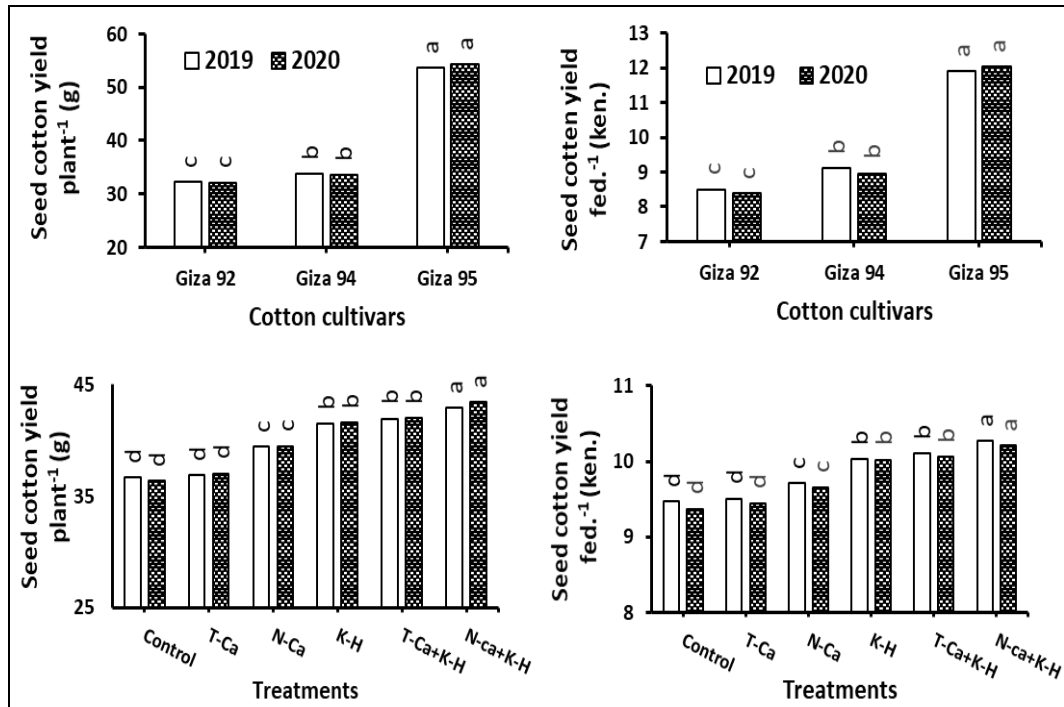 Seed cotton yield
plant⁻¹ (g)
60
50
40
30
20
2019 2020
c c b b a a
Giza 92 Giza 94 Giza 95
Cotton cultivars
Seed cotten yield
fed.⁻¹ (ken.)
13
12
11
10
9
8
7
2019 2020
c c b b a a
Giza 92 Giza 94 Giza 95
Cotton cultivars
Seed cotton yield
plant⁻¹ (g)
45
35
25
d d d d c c b b b b a a
Control T-Ca N-Ca K-H T-Ca+K-H N-ca+K-H
Treatments
Seed cotton yield
fed.⁻¹ (ken.)
11
10
9
8
d d d d c c b b b b a a
Control T-Ca N-Ca K-H T-Ca+K-H N-ca+K-H
Treatments